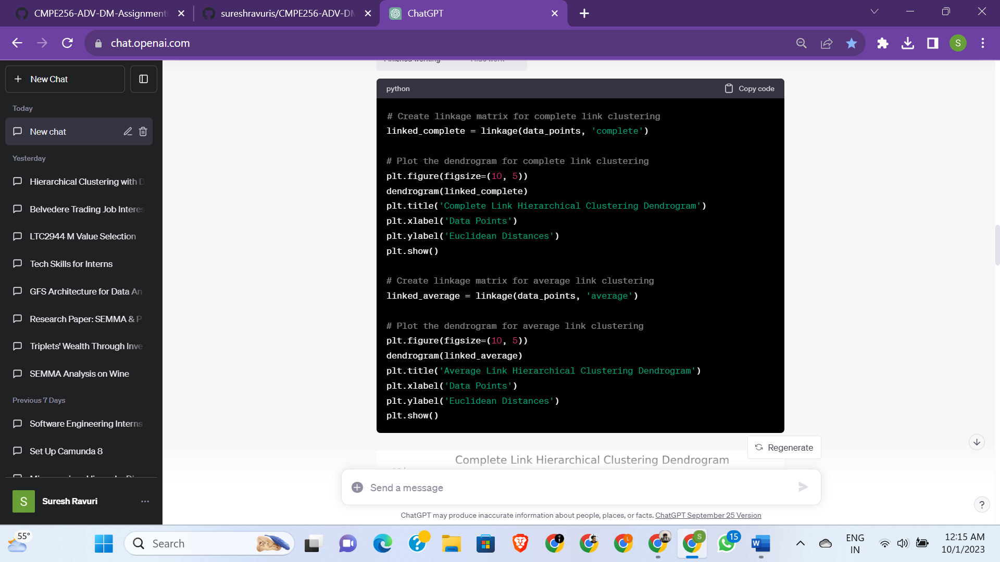 CMPE256-ADV-DM-Assignment
sureshravuris/CMPE256-ADV-DM
ChatGPT
chat.openai.com
S
New Chat
Today
New chat
Yesterday
Hierarchical Clustering with D
Belvedere Trading Job Interes
LTC2944 M Value Selection
Tech Skills for Interns
GFS Architecture for Data An
Research Paper: SEMMA & P
Triplets' Wealth Through Inve
SEMMA Analysis on Wine
Previous 7 Days
Software Engineering Interns
Set Up Camunda 8
S
Suresh Ravuri
Finished working
Hide work
python
Copy code
# Create linkage matrix for complete link clustering
linked_complete = linkage(data_points, 'complete')
# Plot the dendrogram for complete link clustering
plt.figure(figsize=(10, 5))
dendrogram(linked_complete)
plt.title('Complete Link Hierarchical Clustering Dendrogram')
plt.xlabel('Data Points')
plt.ylabel('Euclidean Distances')
plt.show()
# Create linkage matrix for average link clustering
linked_average = linkage(data_points, 'average')
# Plot the dendrogram for average link clustering
plt.figure(figsize=(10, 5))
dendrogram(linked_average)
plt.title('Average Link Hierarchical Clustering Dendrogram')
plt.xlabel('Data Points')
plt.ylabel('Euclidean Distances')
plt.show()
Regenerate
Complete Link Hierarchical Clustering Dendrogram
Send a message
ChatGPT may produce inaccurate information about people, places, or facts. ChatGPT September 25 Version
?
55°
Search
L
S
15
W
ENG
IN
12:15 AM
10/1/2023